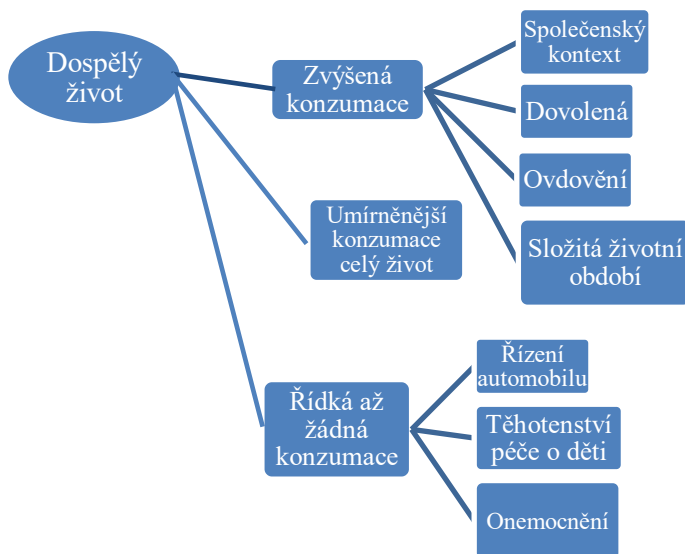 Dospělý
život
Zvýšená
konzumace
Společenský
kontext
Dovolená
Ovdovění
Složitá životní
období
Umírněnější
konzumace
celý život
Řídká až
žádná
konzumace
Řízení
automobilu
Těhotenství
péče o děti
Onemocnění